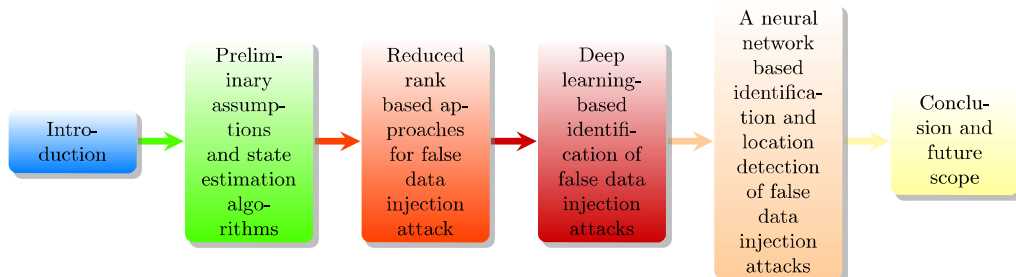 Intro-
duction
Prelim-
inary
assump-
tions
and state
estimation
algo-
rithms
Reduced
rank
based ap-
proaches
for false
data
injection
attack
Deep
learning-
based
identifi-
cation of
false data
injection
attacks
A neural
network
based
identifica-
tion and
location
detection
of false
data
injection
attacks
Conclu-
sion and
future
scope